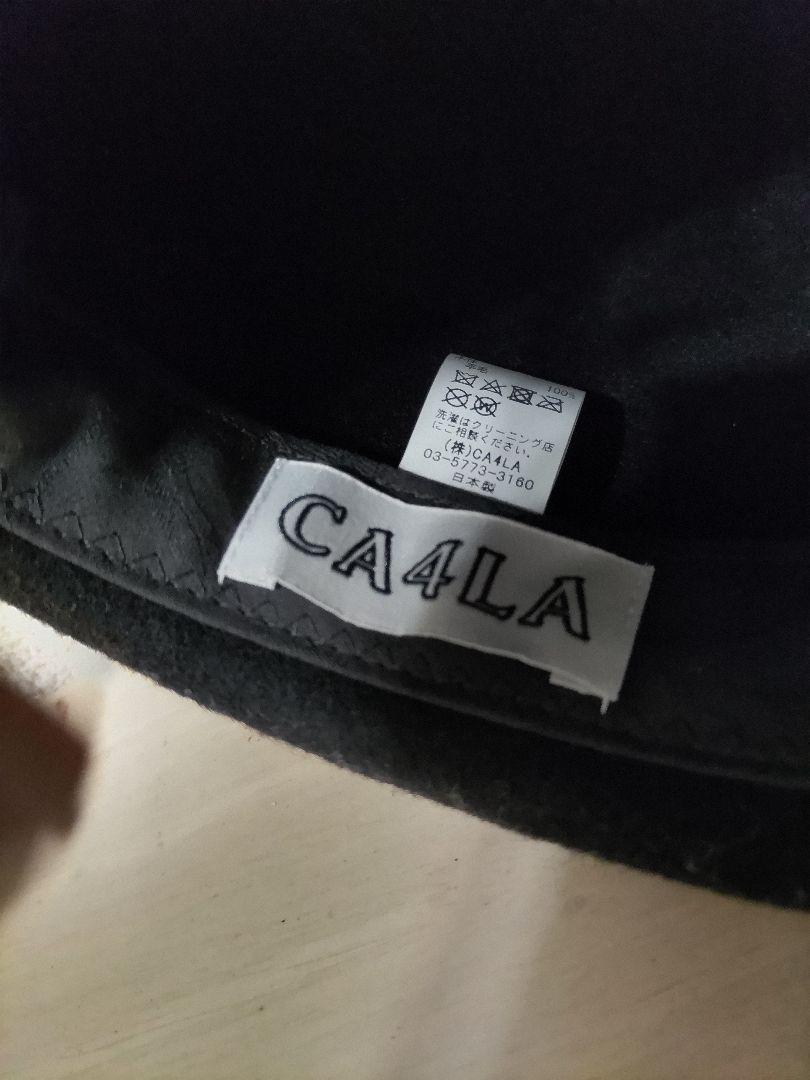 羊毛 100%
洗濯はクリーニング店
にご相談ください。
(株)CA4LA
03-5773-3160
日本製
CA4LA